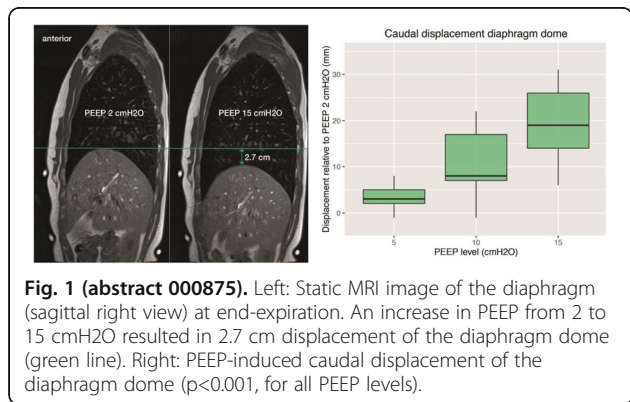 anterior
PEEP 2 cmH2O
PEEP 15 cmH2O
2.7 cm
Caudal displacement diaphragm dome
Displacement relative to PEEP 2 cmH2O (mm)
30
20
10
0
5
10
15
PEEP level (cmH2O)
Fig. 1 (abstract 000875). Left: Static MRI image of the diaphragm
(sagittal right view) at end-expiration. An increase in PEEP from 2 to
15 cmH2O resulted in 2.7 cm displacement of the diaphragm dome
(green line). Right: PEEP-induced caudal displacement of the
diaphragm dome (p<0.001, for all PEEP levels).